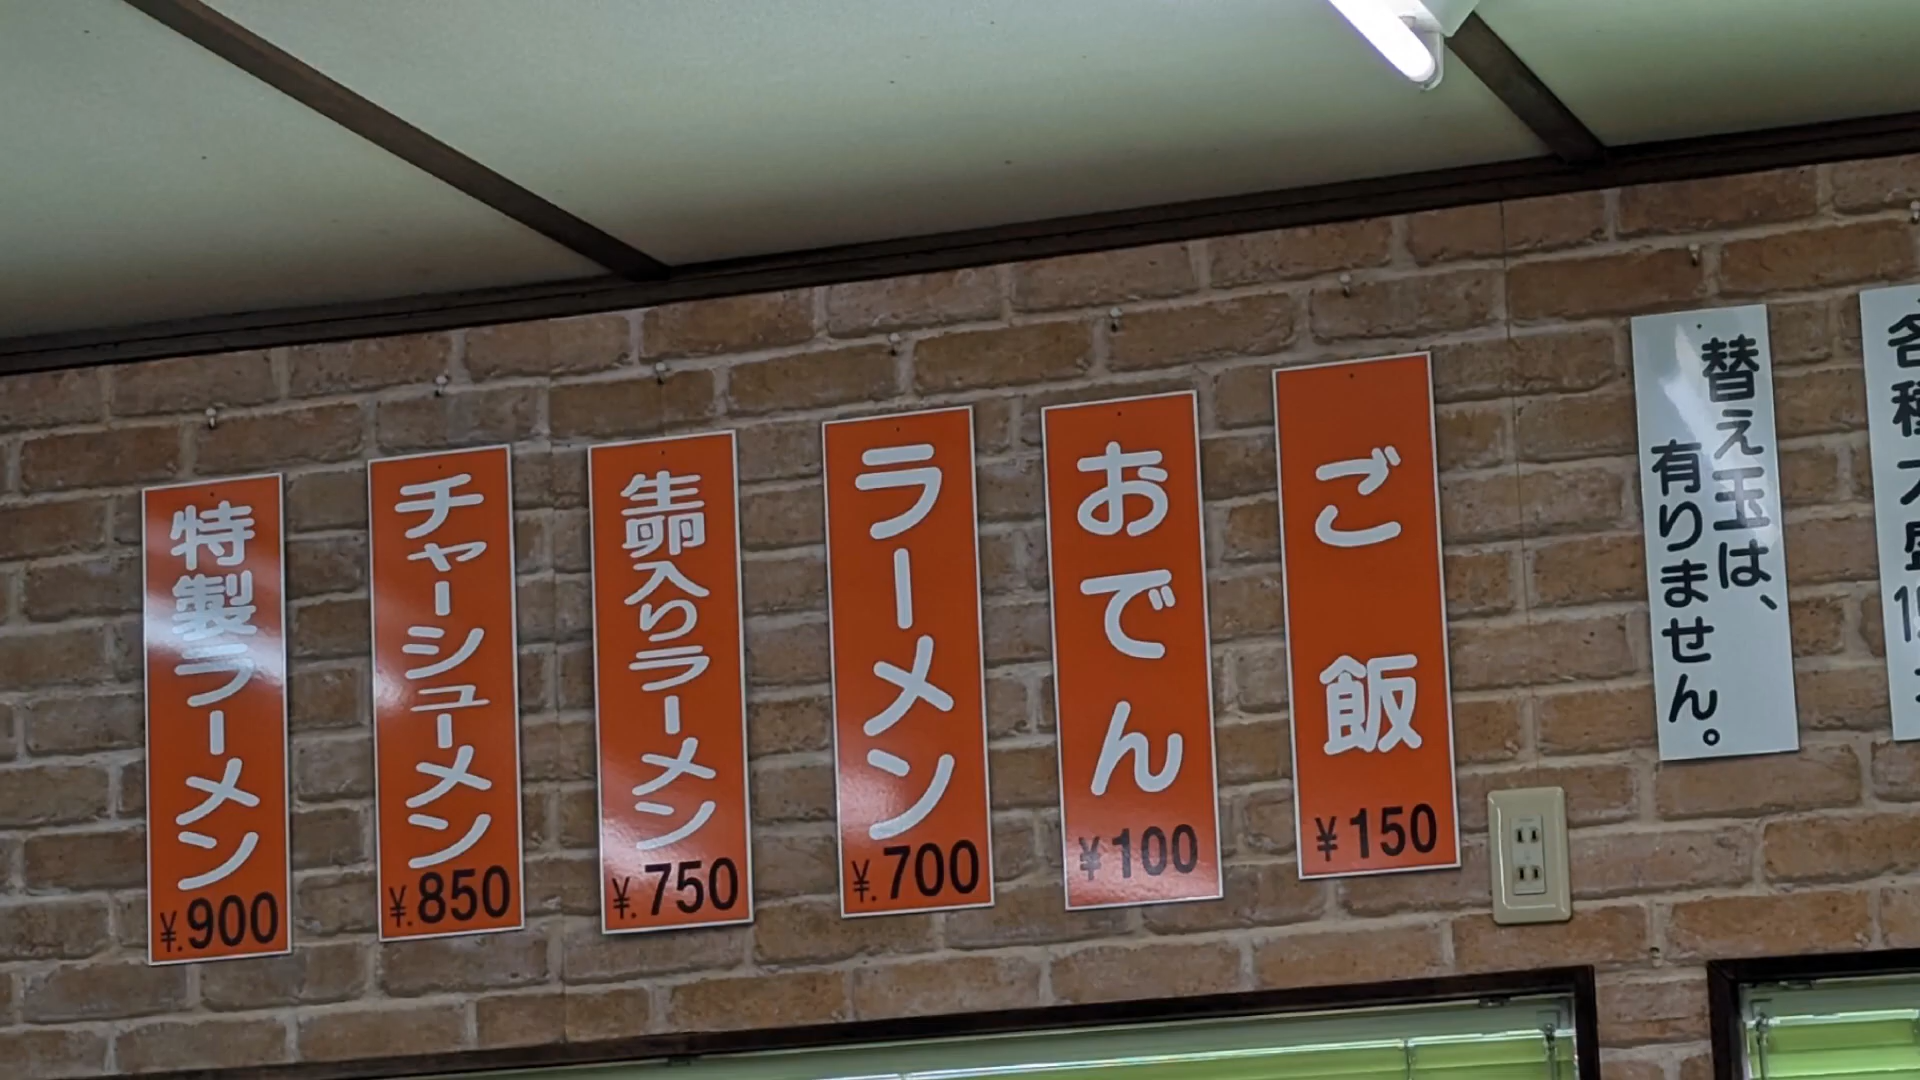 特製ラーメン
¥.900
チャーシューメン
¥.850
生卵入りラーメン
¥.750
ラーメン
¥.700
おでん
¥100
ご飯
¥150
替え玉は、
有りません。